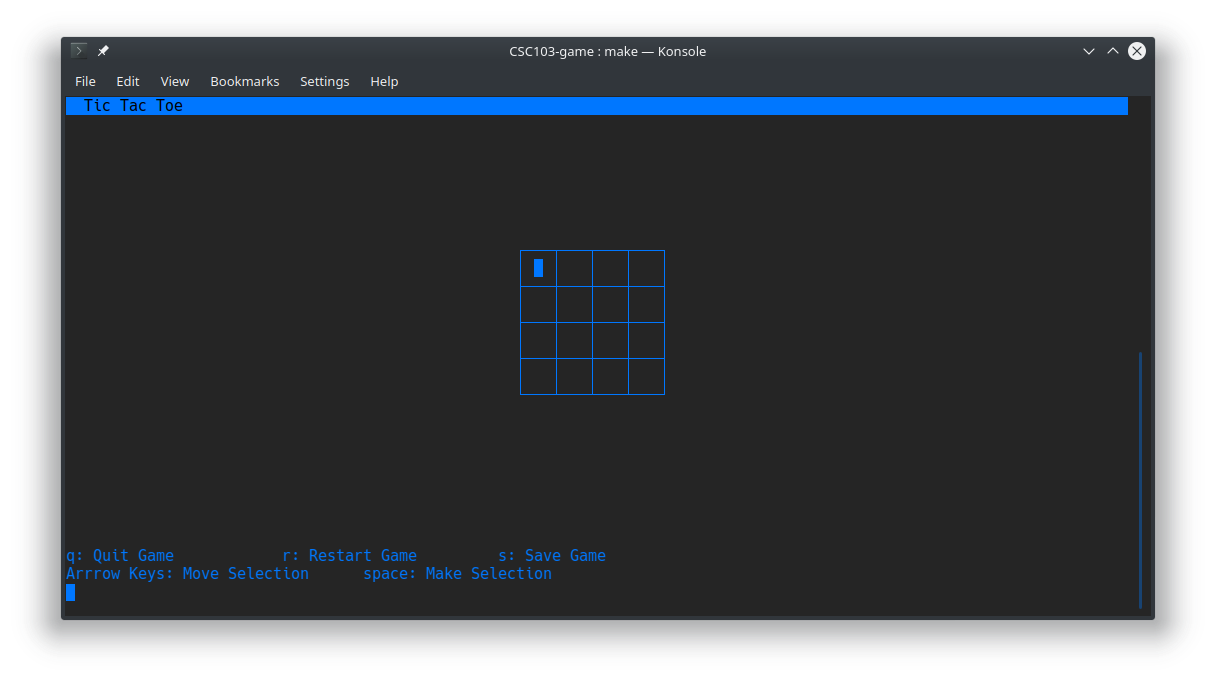 CSC103-game : make — Konsole
File Edit View Bookmarks Settings Help
Tic Tac Toe
q: Quit Game r: Restart Game s: Save Game
Arrrow Keys: Move Selection space: Make Selection